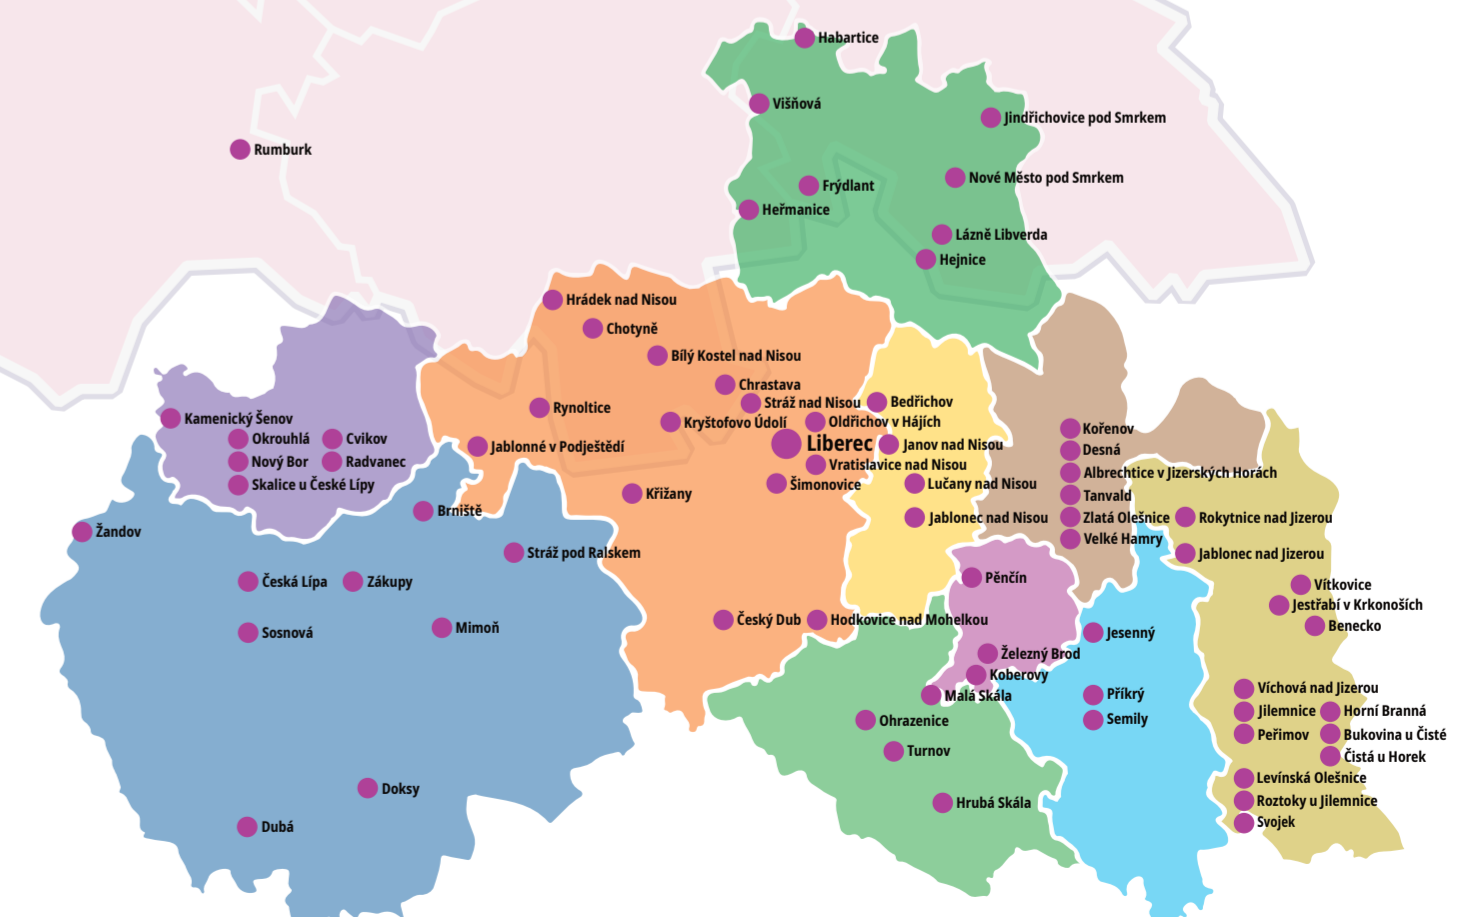 Habartice
Višňová
Jindřichovice pod Smrkem
Rumburk
Nové Město pod Smrkem
Frýdlant
Heřmanice
Lázně Libverda
Hejnice
Hrádek nad Nisou
Chotyně
Bílý Kostel nad Nisou
Chrastava
Stráž nad Nisou
Bedřichov
Rynoltice
Kryštofovo Údolí
Oldřichov v Hájích
Kamenický Šenov
Kořenov
Okrouhlá
Cvikov
Jablonné v Podještědí
Liberec
Janov nad Nisou
Desná
Nový Bor
Radvanec
Vratislavice nad Nisou
Albrechtice v Jizerských Horách
Skalice u České Lípy
Šimonovice
Lučany nad Nisou
Křižany
Tanvald
Brniště
Jablonec nad Nisou
Zlatá Olešnice
Rokytnice nad Jizerou
Žandov
Velké Hamry
Stráž pod Ralskem
Jablonec nad Jizerou
Česká Lípa
Zákupy
Pěnčín
Vítkovice
Jestřabí v Krkonoších
Český Dub
Hodkovice nad Mohelkou
Benecko
Sosnová
Mimoň
Jesenný
Železný Brod
Koberovy
Malá Skála
Příkrý
Víchová nad Jizerou
Ohrazenice
Semily
Jilemnice
Horní Branná
Peřimov
Bukovina u Čisté
Turnov
Čistá u Horek
Levínská Olešnice
Doksy
Hrubá Skála
Roztoky u Jilemnice
Dubá
Svojek